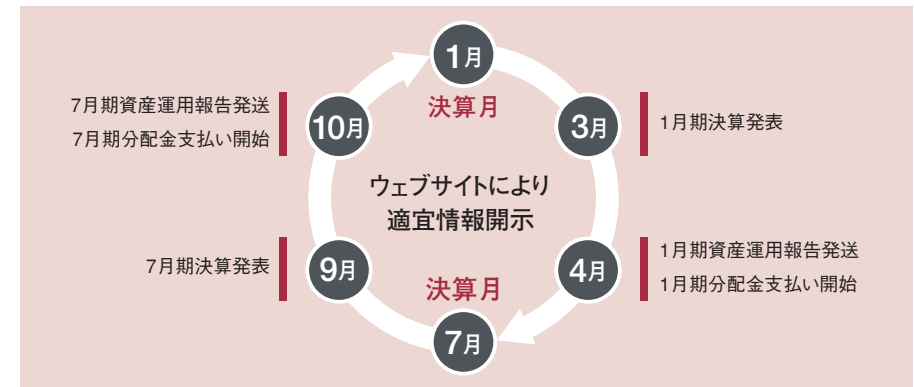 1月
決算月
3月
1月期決算発表
4月
1月期資産運用報告発送
1月期分配金支払い開始
7月
決算月
9月
7月期決算発表
10月
7月期資産運用報告発送
7月期分配金支払い開始
ウェブサイトにより
適宜情報開示